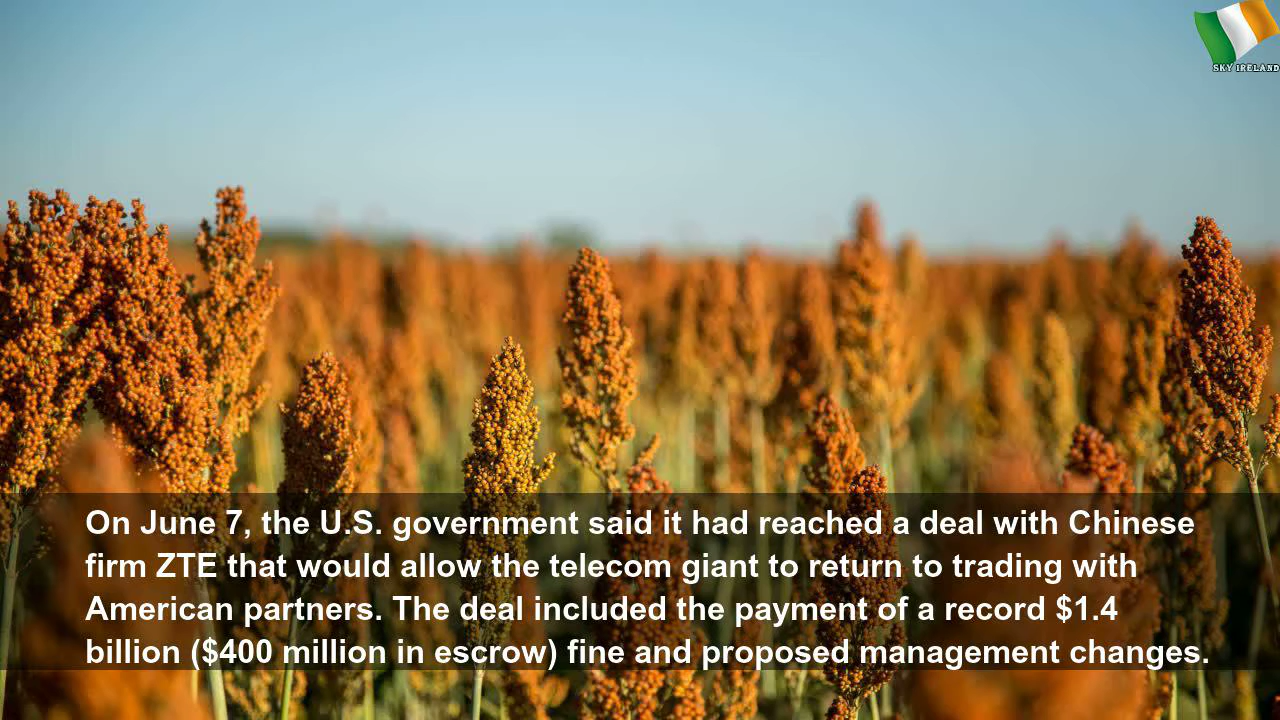 SKY IRELAND
On June 7, the U.S. government said it had reached a deal with Chinese
firm ZTE that would allow the telecom giant to return to trading with
American partners. The deal included the payment of a record $1.4
billion ($400 million in escrow) fine and proposed management changes.